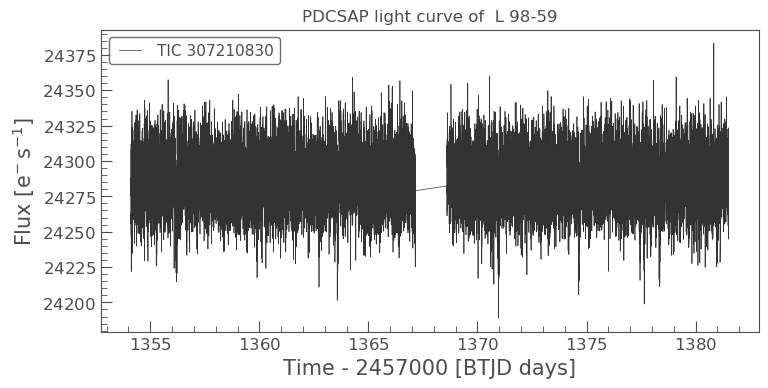 PDCSAP light curve of  L 98-59
TIC 307210830
Flux [e⁻ s⁻¹]
24375
24350
24325
24300
24275
24250
24225
24200
1355 1360 1365 1370 1375 1380
Time - 2457000 [BTJD days]